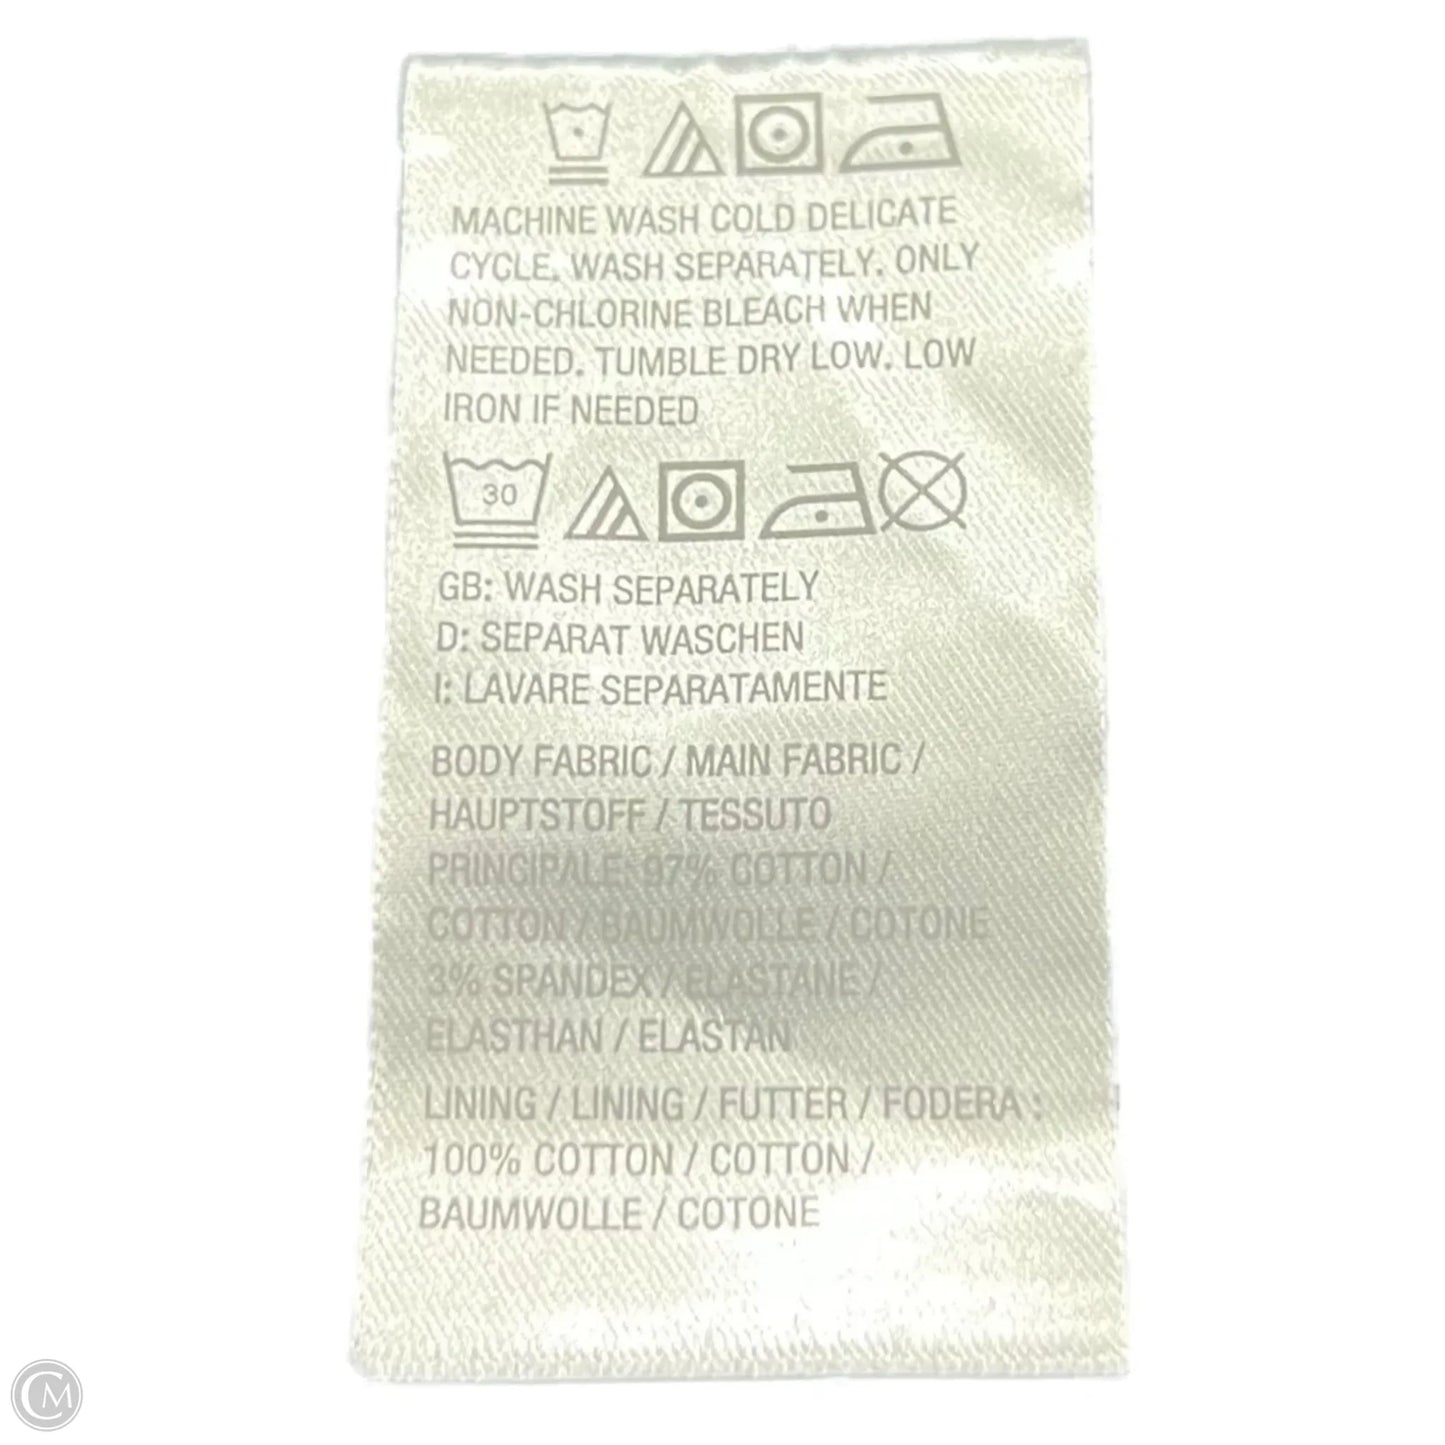 MACHINE WASH COLD DELICATE
CYCLE. WASH SEPARATELY. ONLY
NON-CHLORINE BLEACH WHEN
NEEDED. TUMBLE DRY LOW. LOW
IRON IF NEEDED
30
GB: WASH SEPARATELY
D: SEPARAT WASCHEN
I: LAVARE SEPARATAMENTE
BODY FABRIC / MAIN FABRIC /
HAUPTSTOFF / TESSUTO
PRINCIPALE: 97% COTTON /
COTTON / BAUMWOLLE / COTONE
3% SPANDEX / ELASTANE /
ELASTHAN / ELASTAN
LINING / LINING / FUTTER / FODERA :
100% COTTON / COTTON /
BAUMWOLLE / COTONE
CM